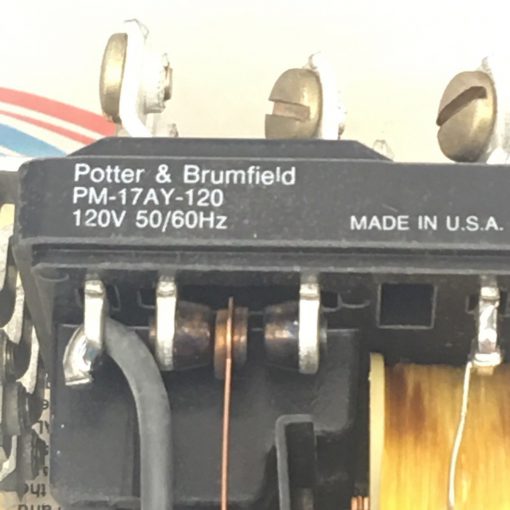 Potter & Brumfield
PM-17AY-120
120V 50/60Hz
MADE IN U.S.A.